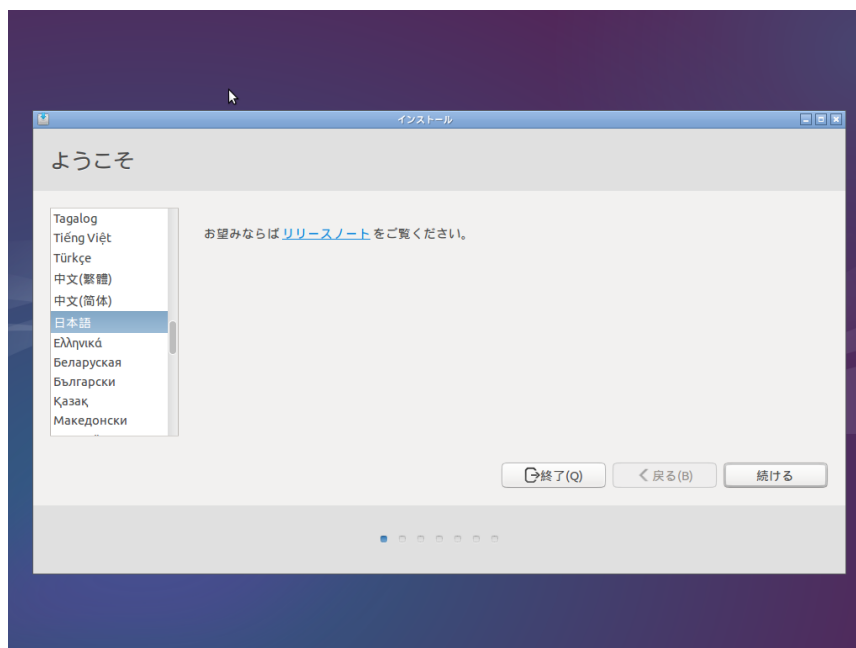 インストール
ようこそ
Tagalog
Tiếng Việt
Türkçe
中文(繁體)
中文(简体)
日本語
Ελληνικά
Беларуская
Български
Қазақ
Македонски
お望みならばリリースノートをご覧ください。
終了(Q)
戻る(B)
続ける